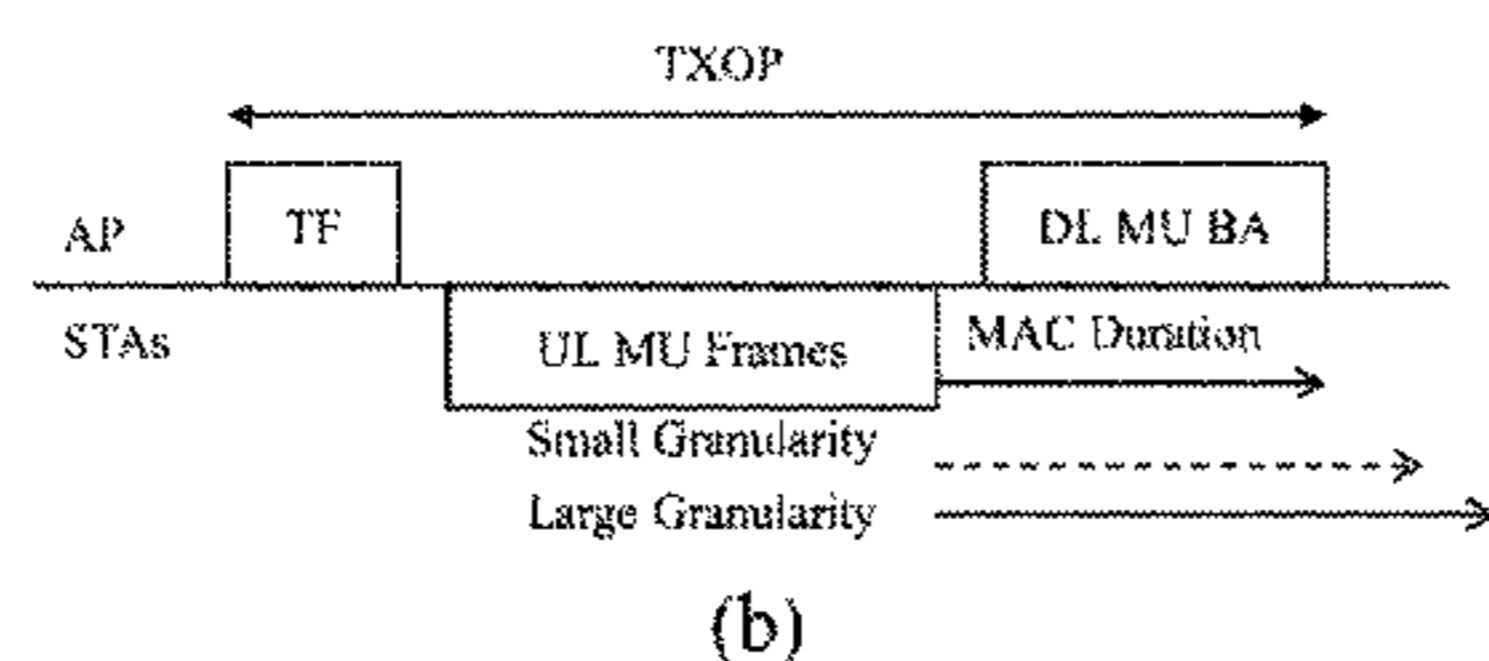 TXOP
AP
TF
DL MU BA
STAs
UL MU Frames
MAC Duration
Small Granularity
Large Granularity
(b)